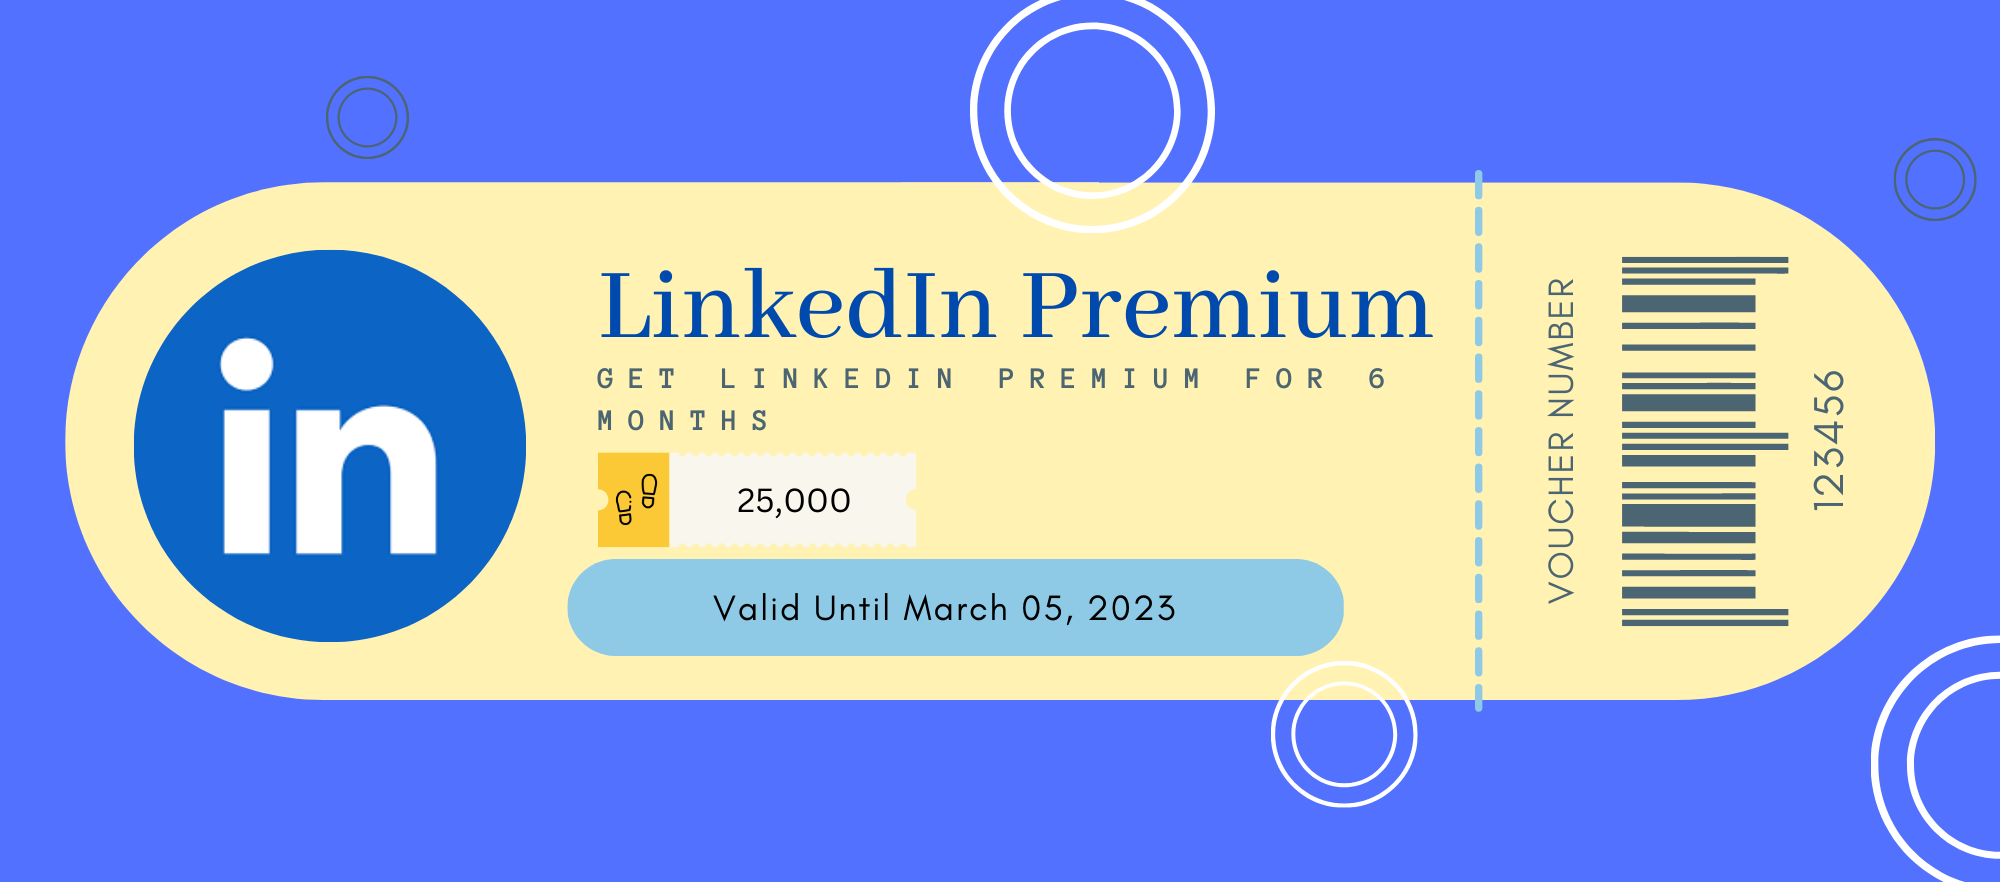 in
LinkedIn Premium
GET LINKEDIN PREMIUM FOR 6
MONTHS
25,000
Valid Until March 05, 2023
VOUCHER NUMBER
123456